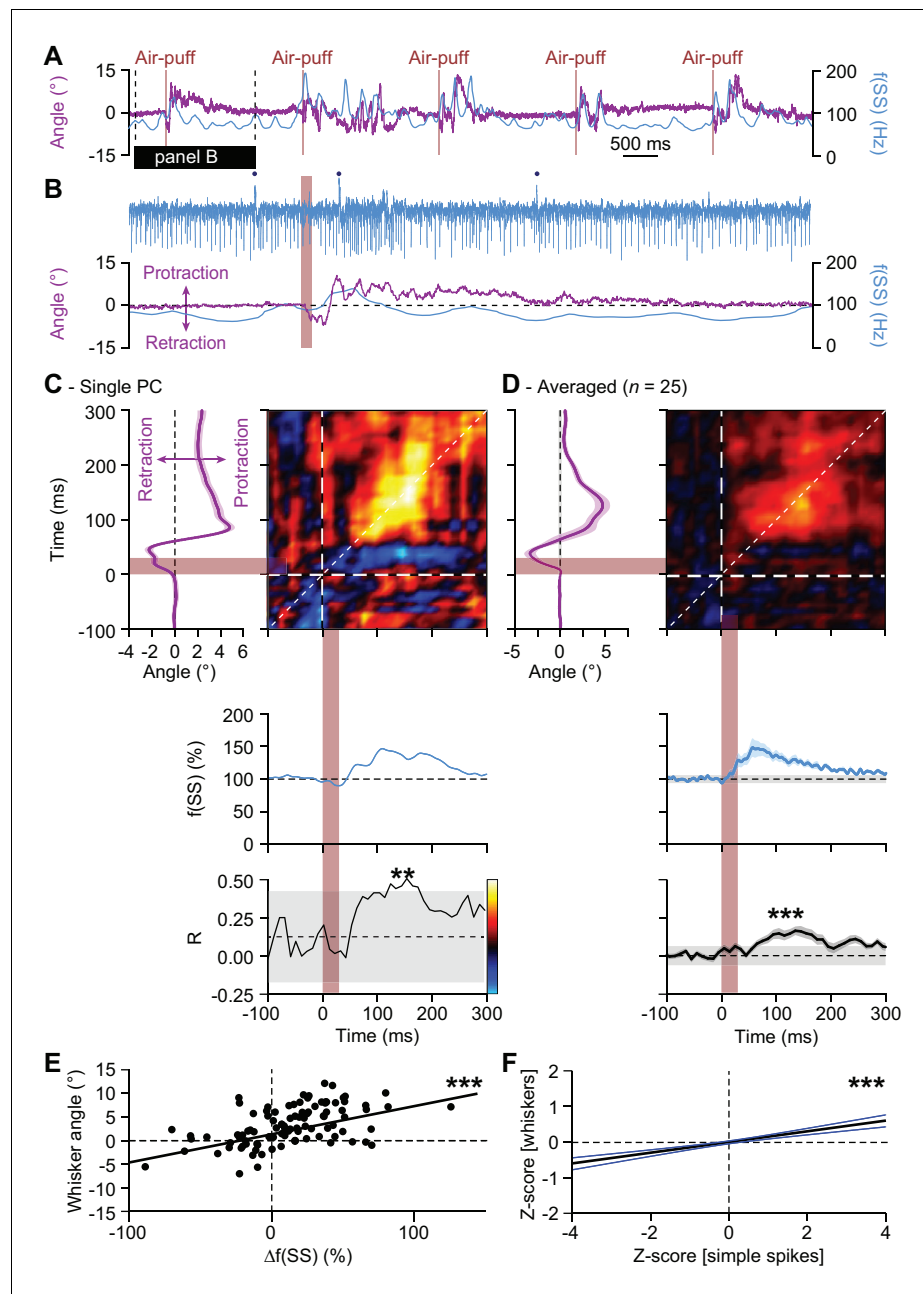 A
Air-puff Air-puff Air-puff Air-puff Air-puff
Angle (°)
15
0
-15
200
100
0
f(SS) (Hz)
500 ms
panel B
B
Protraction
Retraction
Angle (°)
15
0
-15
200
100
0
f(SS) (Hz)
C - Single PC
D - Averaged (n = 25)
Time (ms)
300
200
100
0
-100
Retraction
Protraction
-4 -2 0 2 4 6
Angle (°)
-5 0 5
Angle (°)
f(SS) (%)
200
150
100
50
0
R
0.50
0.25
0.00
-0.25
**
***
-100 0 100 200 300
Time (ms)
-100 0 100 200 300
Time (ms)
E
Whisker angle (°)
15
10
5
0
-5
-10
-15
***
-100 0 100
Δf(SS) (%)
F
Z-score [whiskers]
2
1
0
-1
-2
***
-4 -2 0 2 4
Z-score [simple spikes]